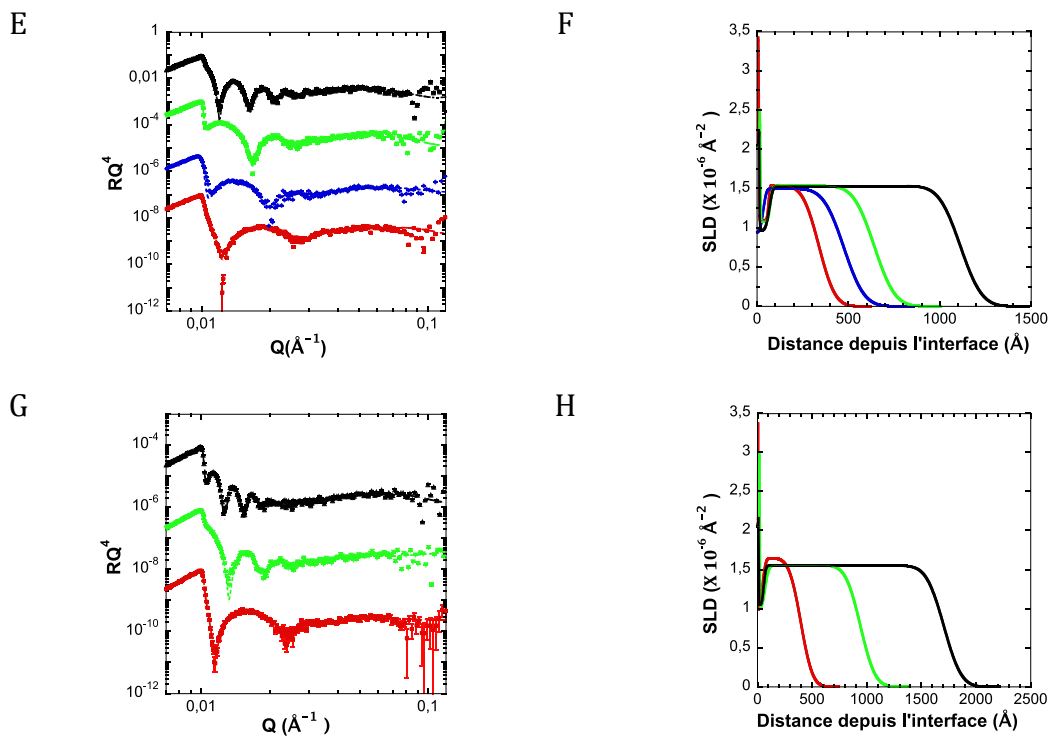 E
1
0,01
10⁻⁴
10⁻⁶
10⁻⁸
10⁻¹⁰
10⁻¹²
RQ⁴
0,01 0,1
Q(Å⁻¹)
F
3,5
3
2,5
2
1,5
1
0,5
0
SLD (X 10⁻⁶ Å⁻²)
0 500 1000 1500
Distance depuis l'interface (Å)
G
10⁻⁴
10⁻⁶
10⁻⁸
10⁻¹⁰
10⁻¹²
RQ⁴
0,01 0,1
Q (Å⁻¹ )
H
3,5
3
2,5
2
1,5
1
0,5
0
SLD (X 10⁻⁶ Å⁻²)
0 500 1000 1500 2000 2500
Distance depuis l'interface (Å)